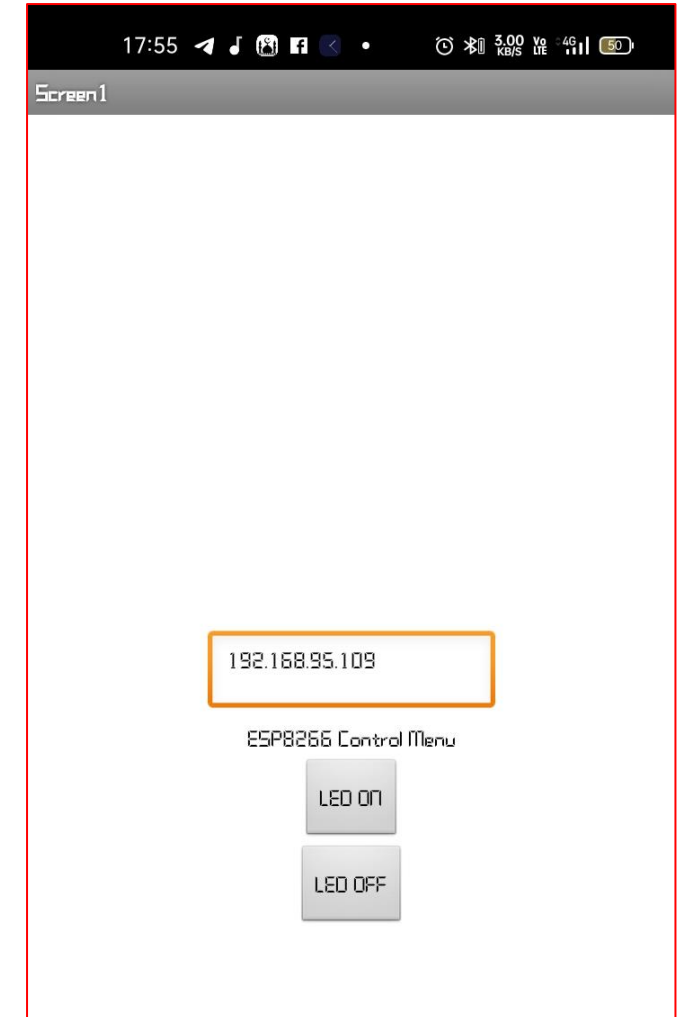 17:55 3.00 KB/S Vo LTE 4G 50
Screen1
192.168.95.109
ESP8266 Control Menu
LED ON
LED OFF